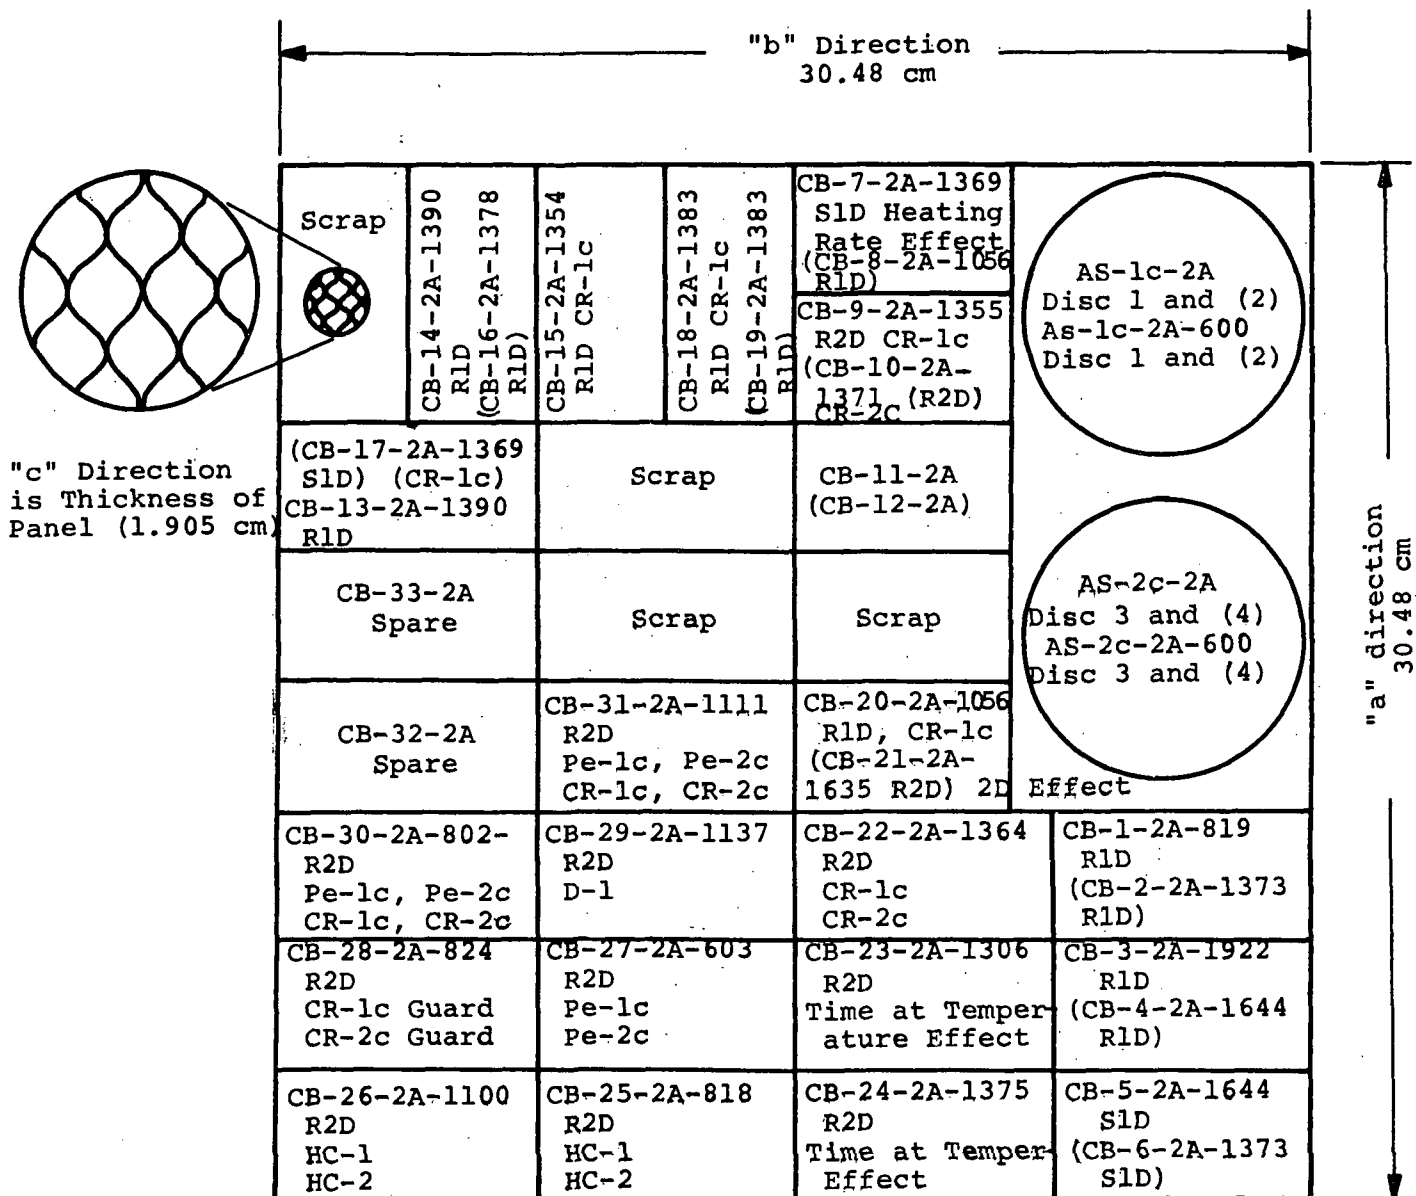 "b" Direction
30.48 cm
Scrap
CB-14-2A-1390
R1D
(CB-16-2A-1378
R1D)
CB-15-2A-1354
R1D CR-1c
CB-18-2A-1383
R1D CR-1c
(CB-19-2A-1383
R1D)
CB-7-2A-1369
S1D Heating
Rate Effect
(CB-8-2A-1056
R1D)
CB-9-2A-1355
R2D CR-1c
(CB-10-2A-
1371 (R2D)
CR-2C
AS-1c-2A
Disc 1 and (2)
As-1c-2A-600
Disc 1 and (2)
"c" Direction
is Thickness of
Panel (1.905 cm)
(CB-17-2A-1369
S1D) (CR-1c)
CB-13-2A-1390
R1D
Scrap
CB-11-2A
(CB-12-2A)
"a" direction
30.48 cm
CB-33-2A
Spare
Scrap
Scrap
AS-2c-2A
Disc 3 and (4)
AS-2c-2A-600
Disc 3 and (4)
CB-32-2A
Spare
CB-31-2A-1111
R2D
Pe-1c, Pe-2c
CR-1c, CR-2c
CB-20-2A-1056
R1D, CR-1c
(CB-21-2A-
1635 R2D) 2D Effect
CB-30-2A-802-
R2D
Pe-1c, Pe-2c
CR-1c, CR-2c
CB-29-2A-1137
R2D
D-1
CB-22-2A-1364
R2D
CR-1c
CR-2c
CB-1-2A-819
R1D
(CB-2-2A-1373
R1D)
CB-28-2A-824
R2D
CR-1c Guard
CR-2c Guard
CB-27-2A-603
R2D
Pe-1c
Pe-2c
CB-23-2A-1306
R2D
Time at Temper-
ature Effect
CB-3-2A-1922
R1D
(CB-4-2A-1644
R1D)
CB-26-2A-1100
R2D
HC-1
HC-2
CB-25-2A-818
R2D
HC-1
HC-2
CB-24-2A-1375
R2D
Time at Temper-
Effect
CB-5-2A-1644
S1D
(CB-6-2A-1373
S1D)